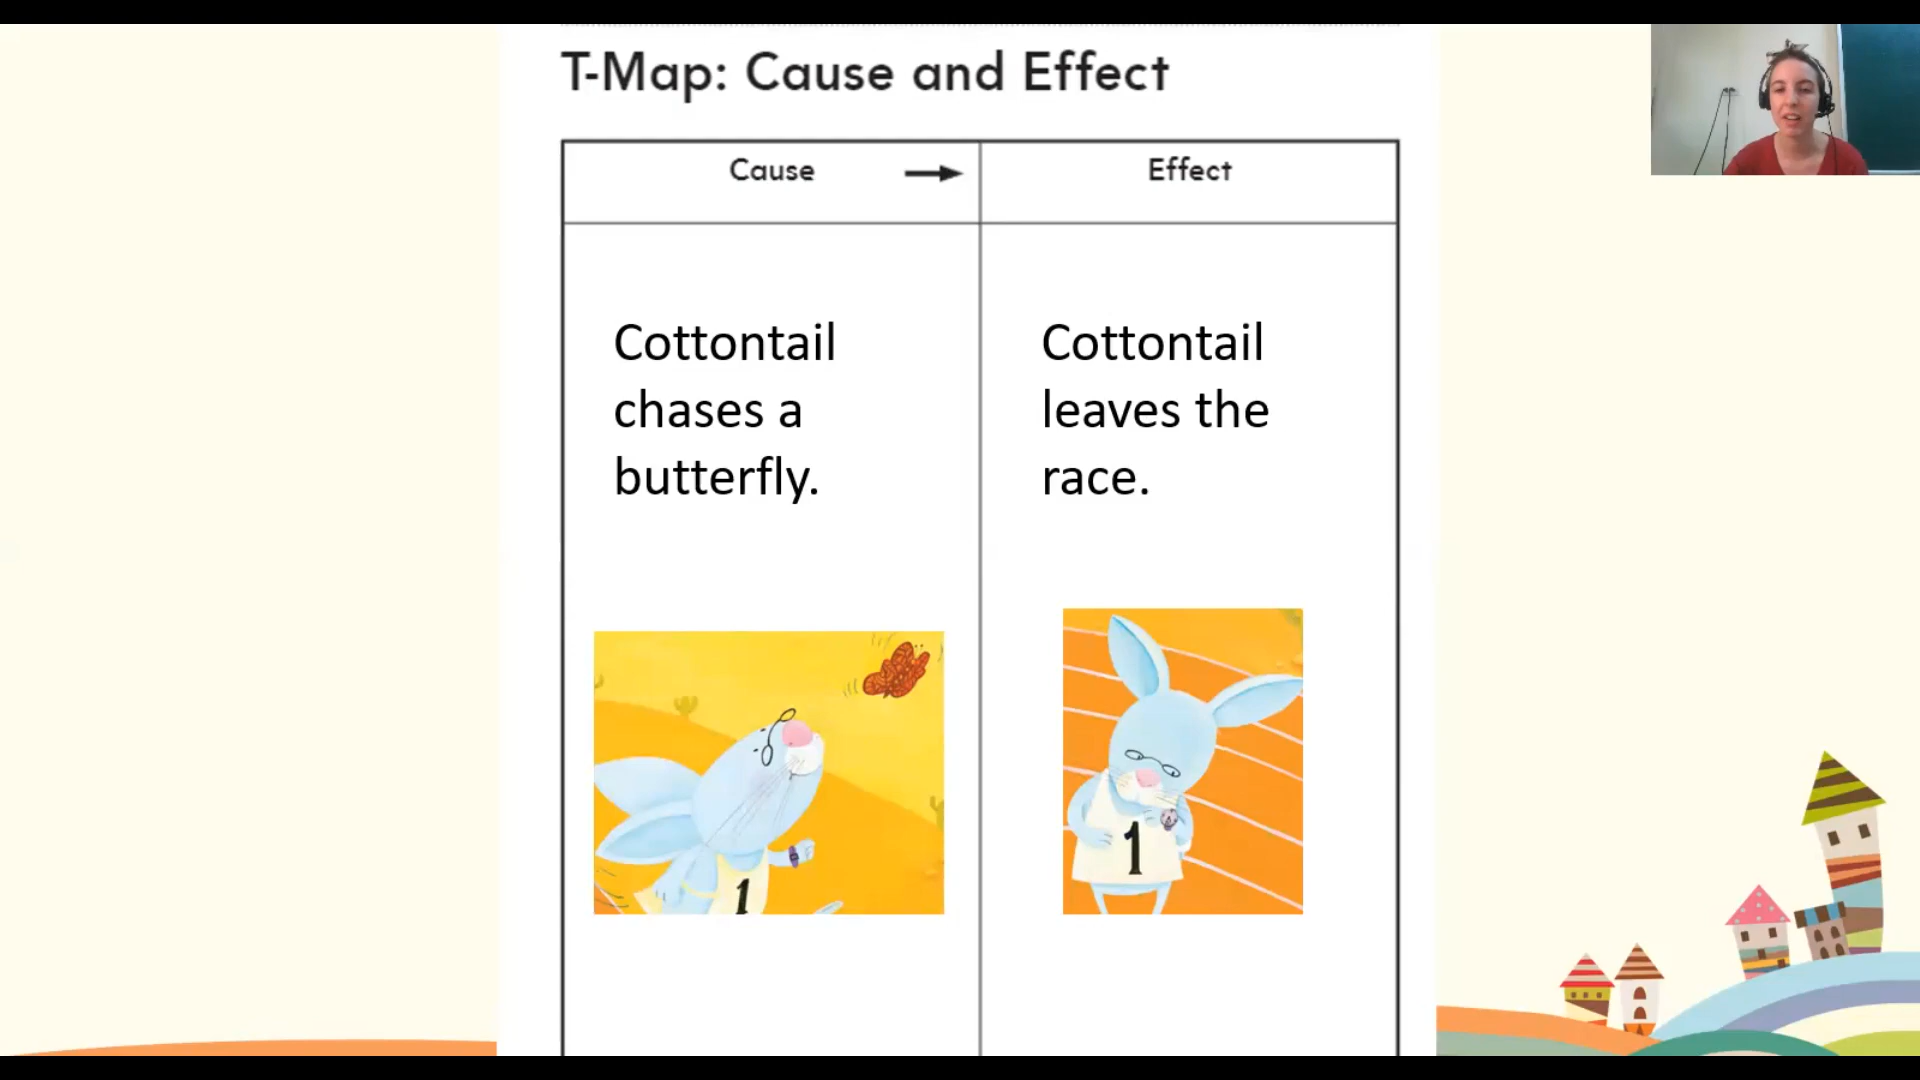 T-Map: Cause and Effect
Cause
Effect
Cottontail
chases a
butterfly.
Cottontail
leaves the
race.
1
1